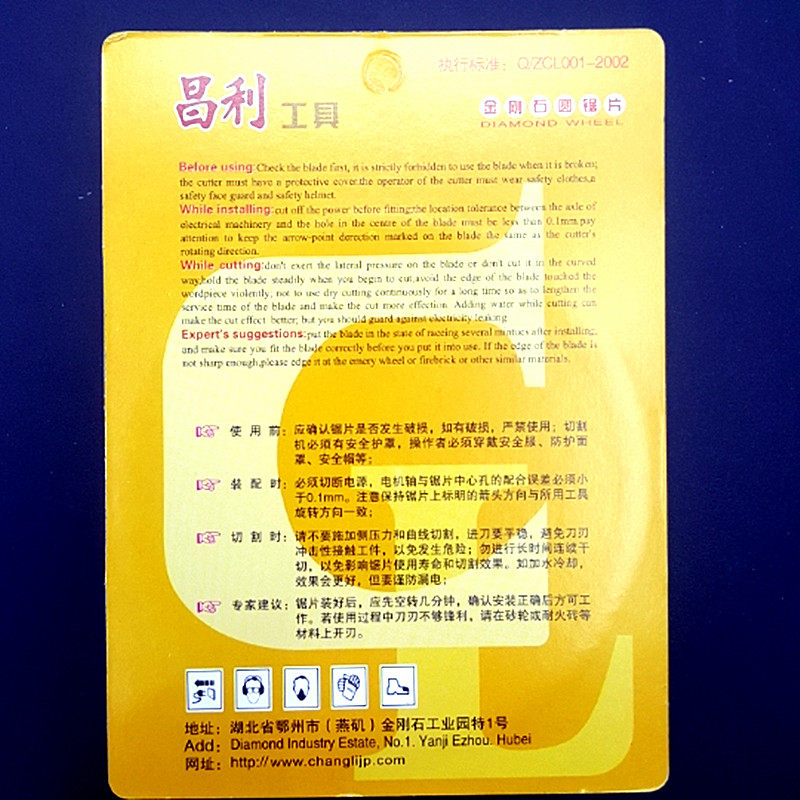 执行标准：Q/ZCL001-2002
昌利 工具
金刚石圆锯片
DIAMOND WHEEL
Before using:Check the blade first, it is strictly forbidden to use the blade when it is broken;
the cutter must have a protective cover.the operator of the cutter must wear safety clothes,a
safety face guard and safety helmet.
While installing:cut off the power before fitting;the location tolerance between the axle of
electrical machinery and the hole in the centre of the blade must be less than 0.1mm.pay
attention to keep the arrow-point dorection marked on the blade the same as the cutter's
rotating direction.
While cutting:don't exert the lateral pressure on the blade or don't cut it in the curved
way,hold the blade steadily when you begin to cut,avoid the edge of the blade touched the
wordpiece violently, not to use dry cutting continuously for a long time so as to lengthen the
service time of the blade and make the cut more effection. Adding water while cutting can
make the cut effect better; but you should guard against electricity leaking
Expert's suggestions:put the blade in the state of raceing several mintues after installing,
and make sure you fit the blade correctly before you put it into use. If the edge of the blade is
not sharp enough,please edge it at the emery wheel or firebrick or other similar materials.
使用前：应确认锯片是否发生破损，如有破损，严禁使用；切割
机必须有安全护罩，操作者必须穿戴安全服、防护面
罩、安全帽等；
装配时：必须切断电源，电机轴与锯片中心孔的配合误差必须小
于0.1mm。注意保持锯片上标明的箭头方向与所用工具
旋转方向一致；
切割时：请不要施加侧压力和曲线切割，进刀要平稳，避免刀刃
冲击性接触工件，以免发生危险；勿进行长时间连续干
切，以免影响锯片使用寿命和切割效果。如加水冷却，
效果会更好，但要谨防漏电；
专家建议：锯片装好后，应先空转几分钟，确认安装正确后方可工
作。若使用过程中刀刃不够锋利，请在砂轮或耐火砖等
材料上开刃。
地址：湖北省鄂州市（燕矶）金刚石工业园特1号
Add: Diamond Industry Estate, No.1. Yanji Ezhou. Hubei
网址：http://www.changlijp.com